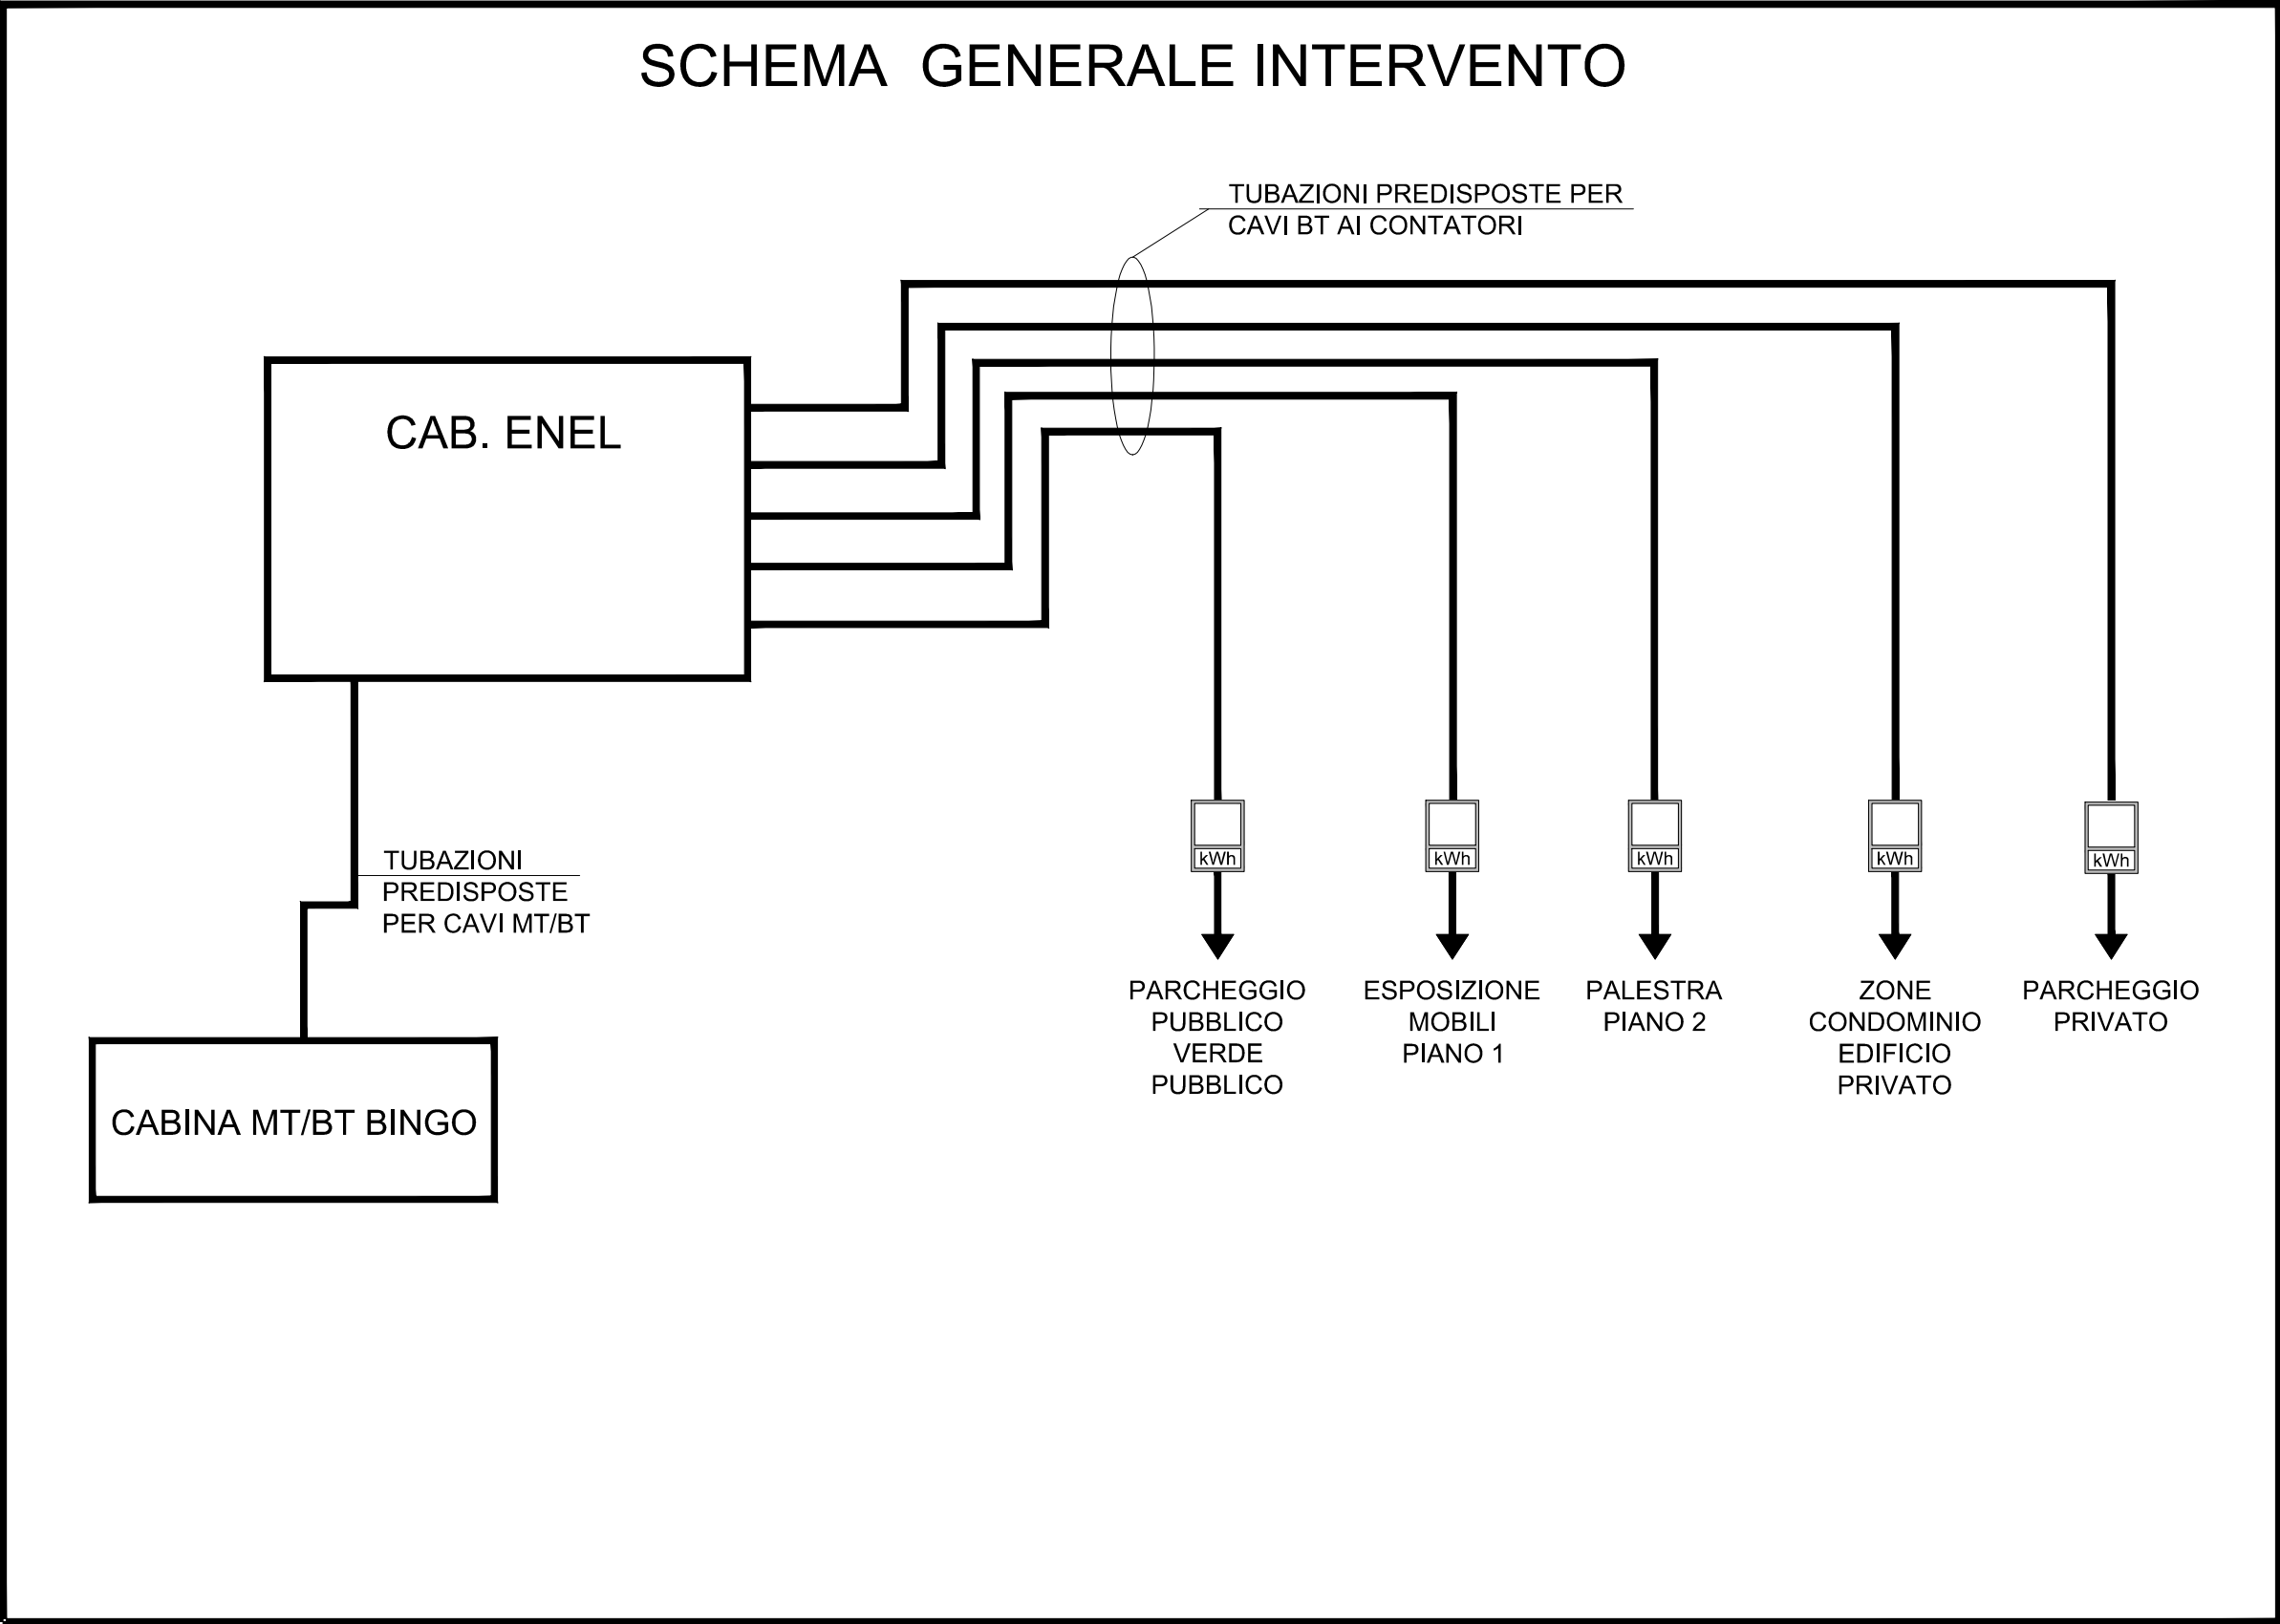 SCHEMA GENERALE INTERVENTO
TUBAZIONI PREDISPOSTE PER
CAVI BT AI CONTATORI
CAB. ENEL
TUBAZIONI
PREDISPOSTE
PER CAVI MT/BT
CABINA MT/BT BINGO
kWh
kWh
kWh
kWh
kWh
PARCHEGGIO
PUBBLICO
VERDE
PUBBLICO
ESPOSIZIONE
MOBILI
PIANO 1
PALESTRA
PIANO 2
ZONE
CONDOMINIO
EDIFICIO
PRIVATO
PARCHEGGIO
PRIVATO